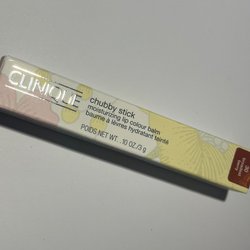 CLINIQUE
chubby stick
moisturizing lip colour balm
baume à lèvres hydratant teinté
POIDS NET WT. .10 OZ/3 g